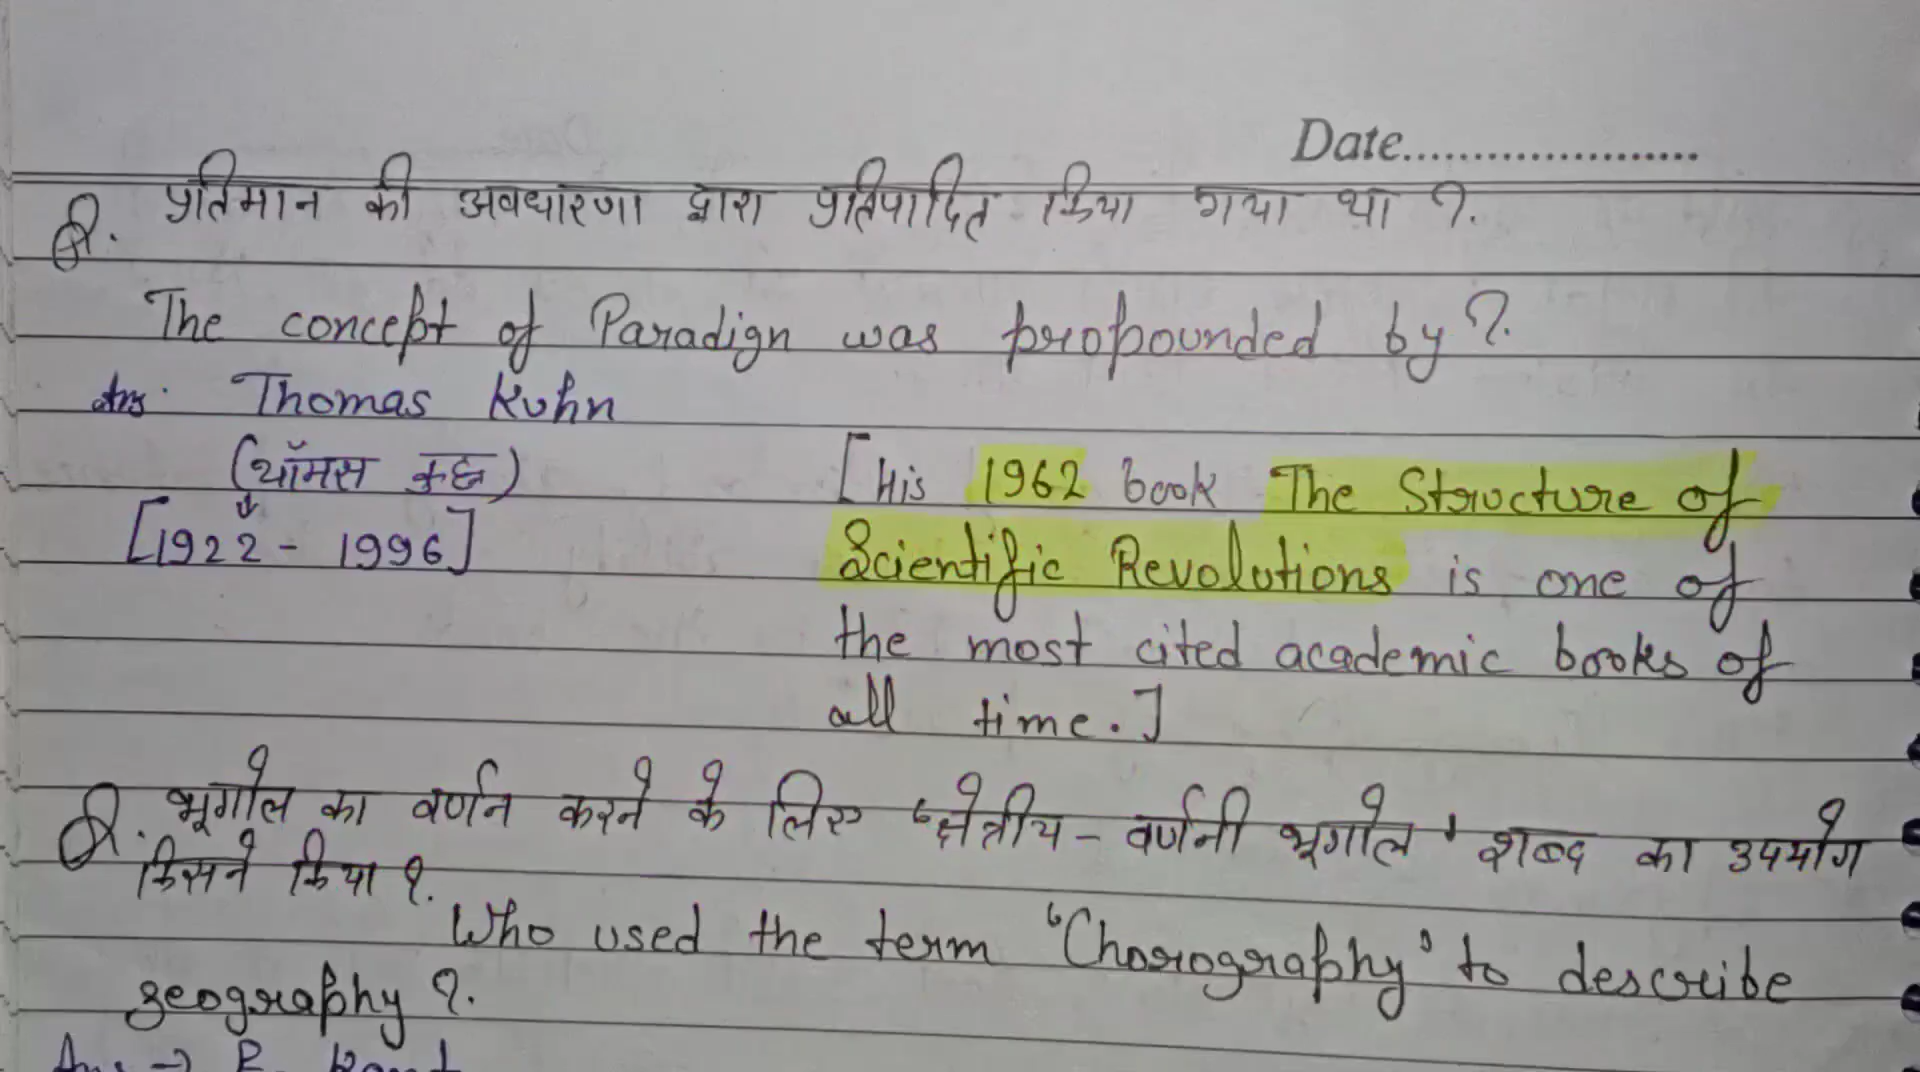 Date......................
Q. प्रतिमान की अवधारणा द्वारा प्रतिपादित किया गया था ?.
The concept of Paradign was propounded by ?.
Ans. Thomas Kuhn
(थॉमस कुह्न)
[1922 - 1996]
[His 1962 book The Structure of
Scientific Revolutions is one of
the most cited academic books of
all time.]
Q. भूगोल का वर्णन करने के लिए 'क्षेत्रीय - वर्णनी भूगोल' शब्द का उपयोग
किसने किया ?.
Who used the term 'Chorography' to describe
geography ?.
Ans →